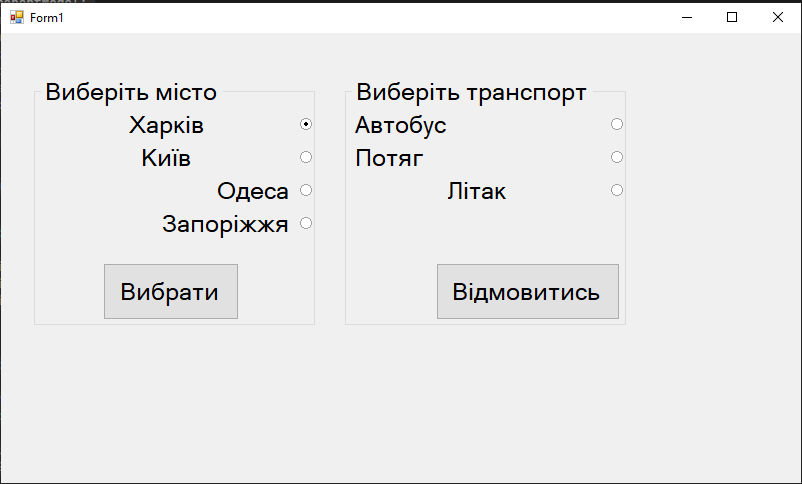 Form1
Виберіть місто
Харків
Київ
Одеса
Запоріжжя
Вибрати
Виберіть транспорт
Автобус
Потяг
Літак
Відмовитись